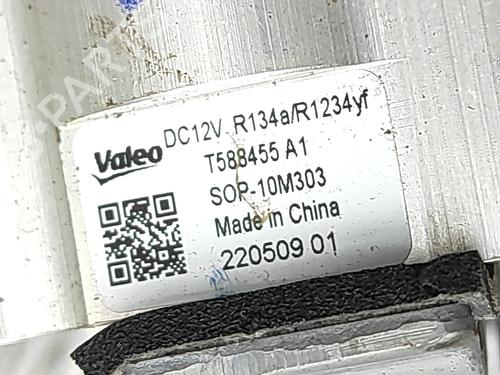 Valeo
DC12V R134a/R1234yf
T588455 A1
SOP-10M303
Made in China
220509 01